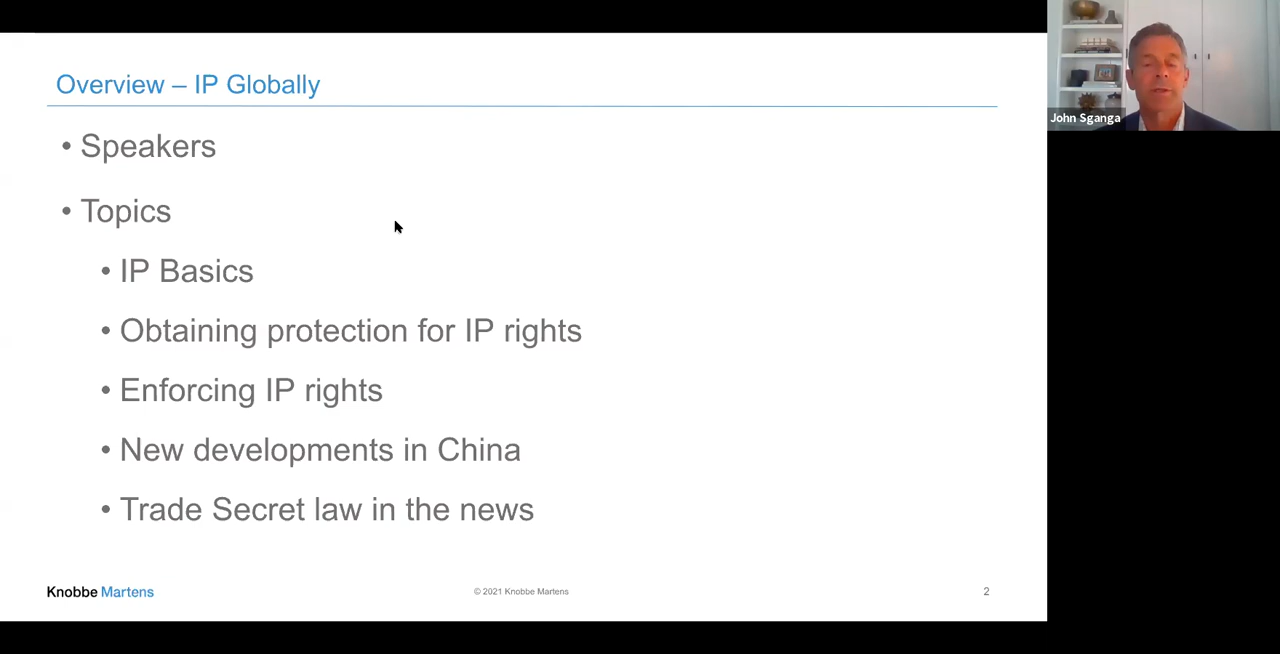 Overview – IP Globally
• Speakers
• Topics
• IP Basics
• Obtaining protection for IP rights
• Enforcing IP rights
• New developments in China
• Trade Secret law in the news
Knobbe Martens
© 2021 Knobbe Martens
2
John Sganga